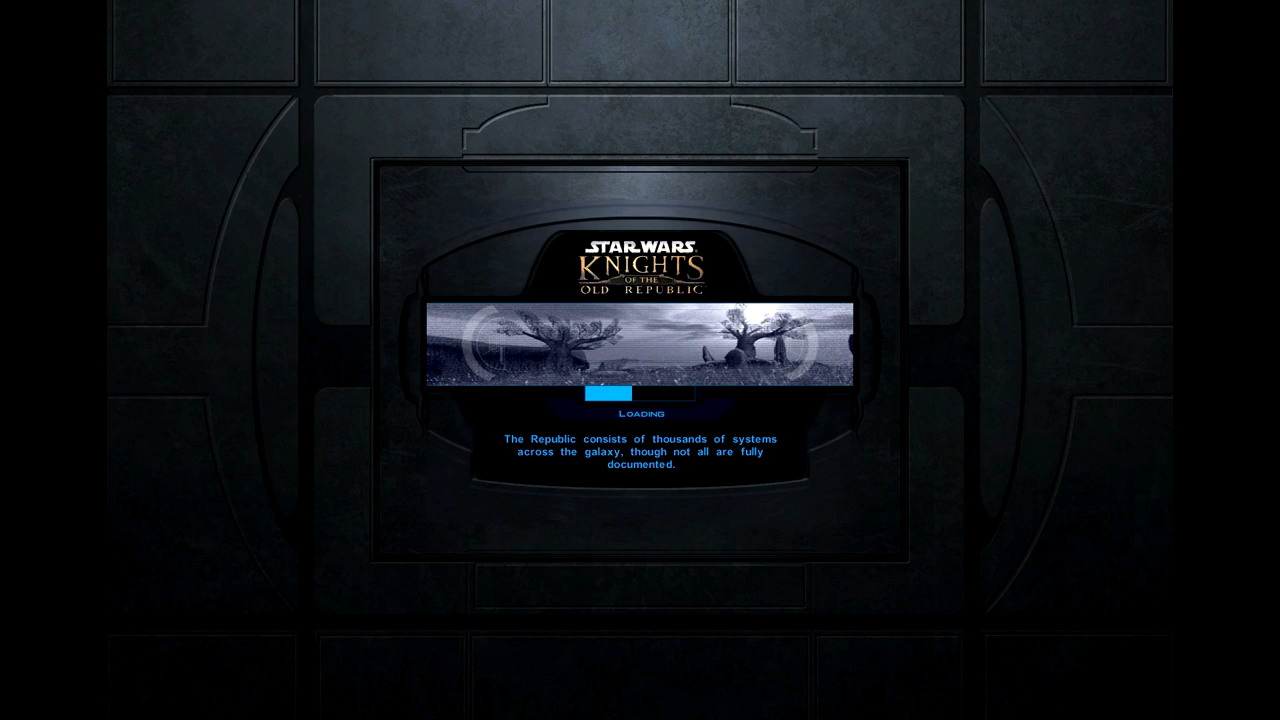 STAR WARS
KNIGHTS
OF THE
OLD REPUBLIC
LOADING
The Republic consists of thousands of systems
across the galaxy, though not all are fully
documented.